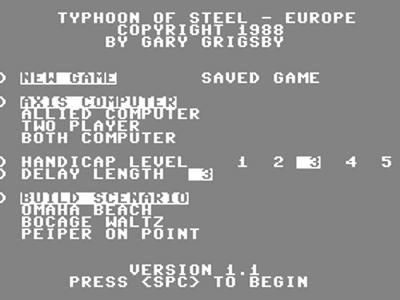 TYPHOON OF STEEL - EUROPE
COPYRIGHT 1988
BY GARY GRIGSBY
) NEW GAME SAVED GAME
) AXIS COMPUTER
ALLIED COMPUTER
TWO PLAYER
BOTH COMPUTER
) HANDICAP LEVEL 1 2 3 4 5
) DELAY LENGTH 3
) BUILD SCENARIO
OMAHA BEACH
BOCAGE WALTZ
PEIPER ON POINT
VERSION 1.1
PRESS <SPC> TO BEGIN